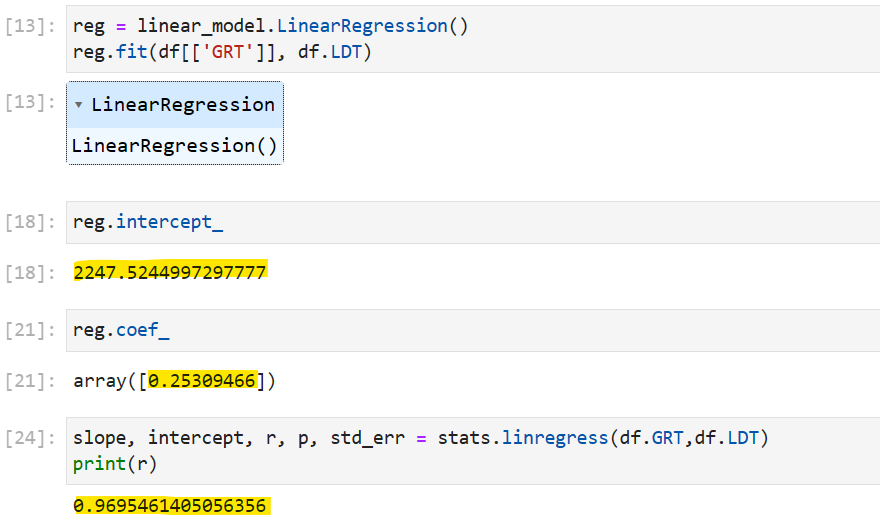 [13]: reg = linear_model.LinearRegression()
reg.fit(df[['GRT']], df.LDT)
[13]: ▾ LinearRegression
LinearRegression()
[18]: reg.intercept_
[18]: 2247.5244997297777
[21]: reg.coef_
[21]: array([0.25309466])
[24]: slope, intercept, r, p, std_err = stats.linregress(df.GRT,df.LDT)
print(r)
0.9695461405056356